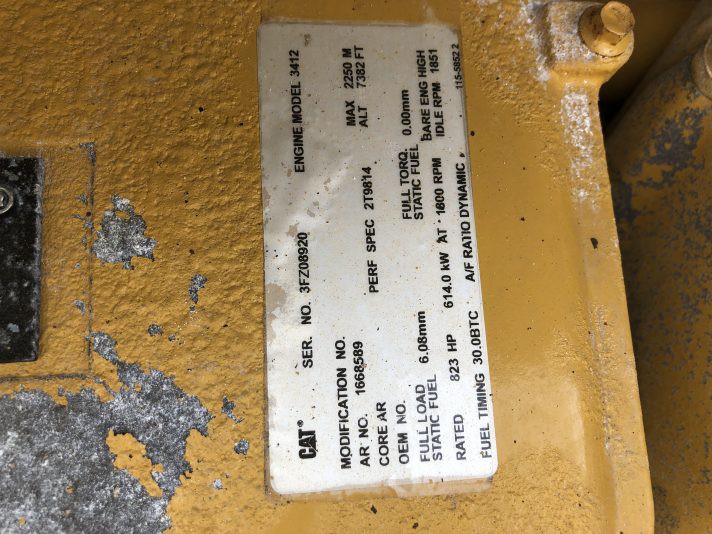 CAT® SER. NO. 3FZ08920 ENGINE MODEL 3412
MODIFICATION NO. MAX 2250 M
AR NO. 1668589 PERF SPEC 2T9814 ALT 7382 FT
CORE AR
OEM NO.
FULL LOAD 6.08mm FULL TORQ. 0.00mm
STATIC FUEL STATIC FUEL
RATED 823 HP 614.0 kW AT 1800 RPM BARE ENG HIGH
IDLE RPM 1851
FUEL TIMING 30.0BTC A/F RATIO DYNAMIC
115-5852 2